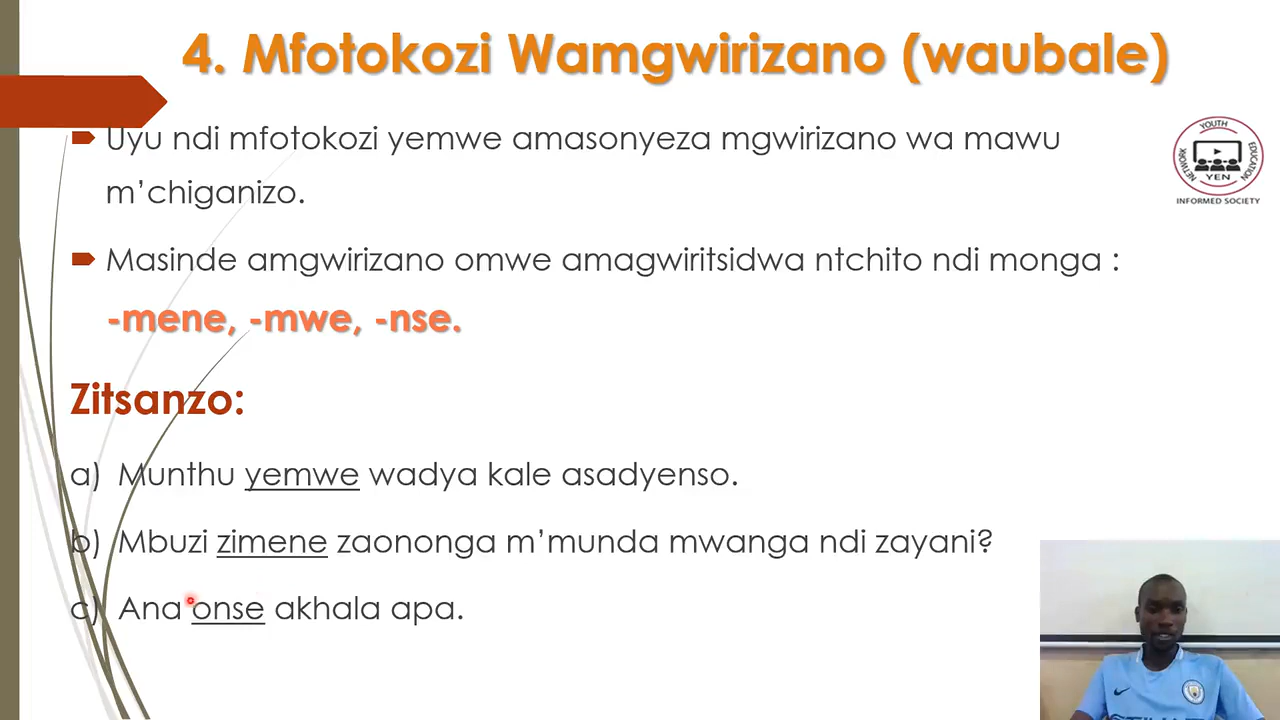 4. Mfotokozi Wamgwirizano (waubale)
Uyu ndi mfotokozi yemwe amasonyeza mgwirizano wa mawu
m’chiganizo.
YOUTH
NETWORK
EDUCATION
YEN
INFORMED SOCIETY
Masinde amgwirizano omwe amagwiritsidwa ntchito ndi monga :
-mene, -mwe, -nse.
Zitsanzo:
a) Munthu yemwe wadya kale asadyenso.
b) Mbuzi zimene zaononga m’munda mwanga ndi zayani?
c) Ana onse akhala apa.